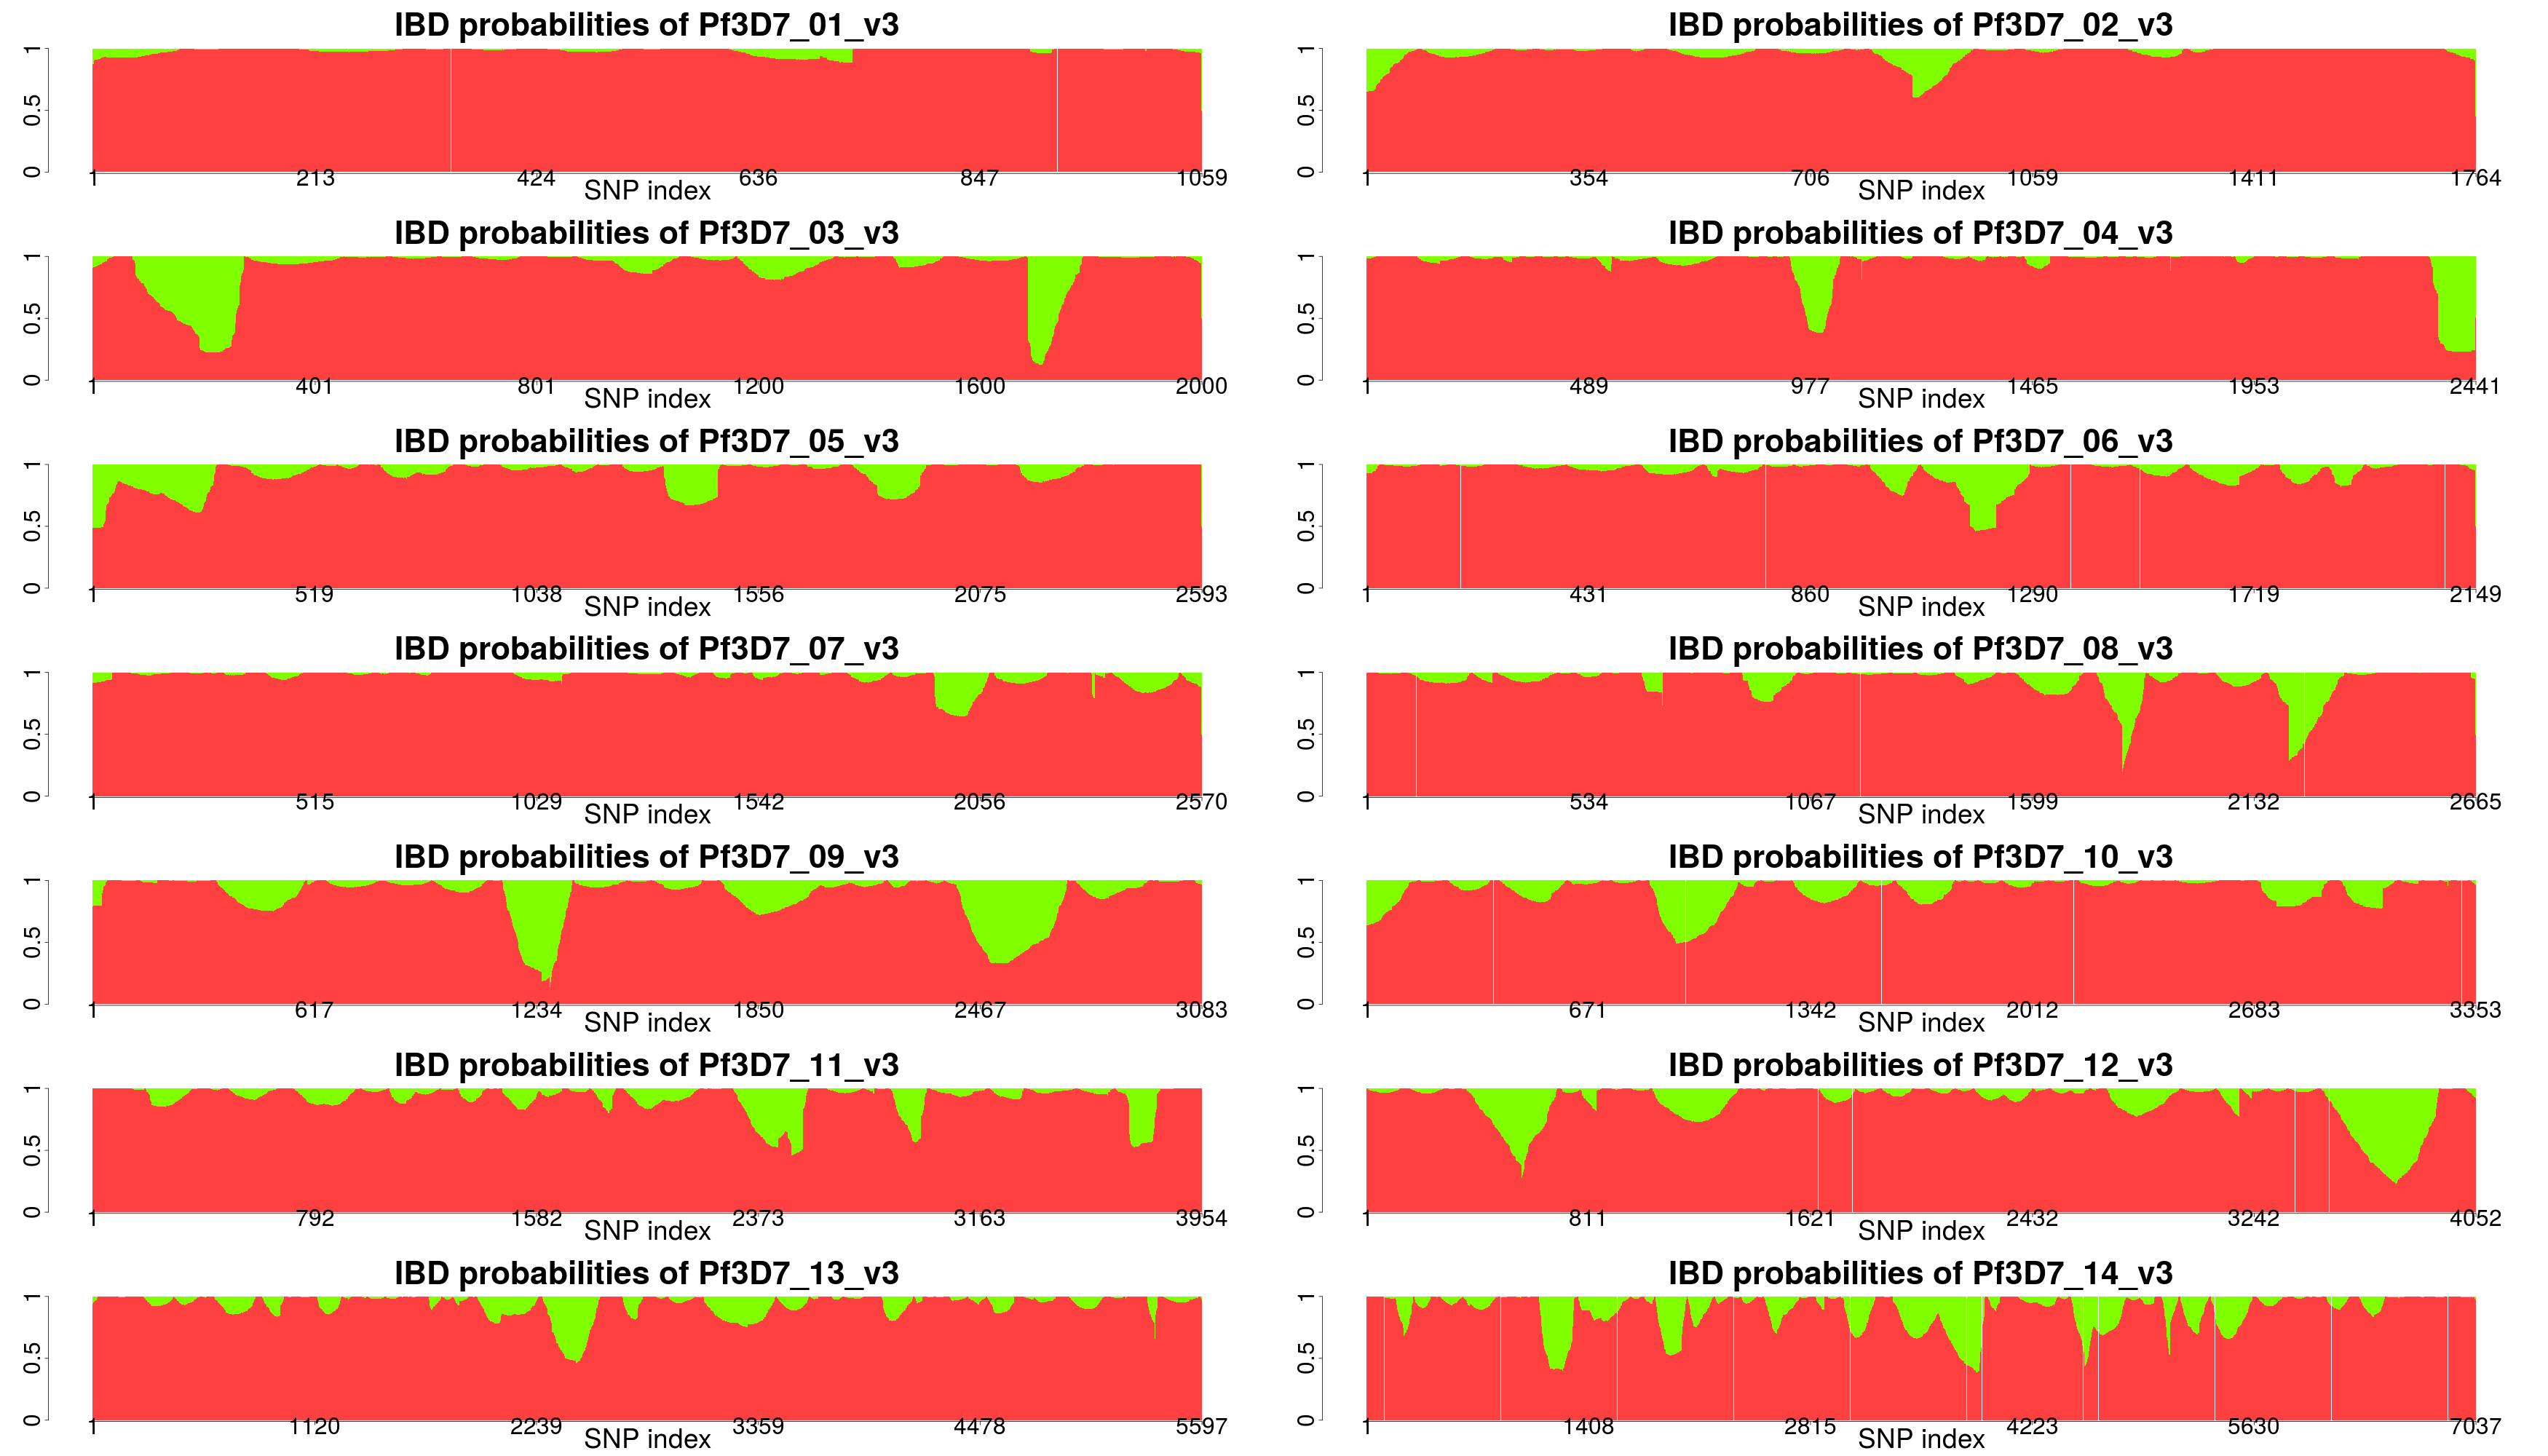 IBD probabilities of Pf3D7_01_v3
0 0.5 1
1 213 424 636 847 1059
SNP index
IBD probabilities of Pf3D7_02_v3
0 0.5 1
1 354 706 1059 1411 1764
SNP index
IBD probabilities of Pf3D7_03_v3
0 0.5 1
1 401 801 1200 1600 2000
SNP index
IBD probabilities of Pf3D7_04_v3
0 0.5 1
1 489 977 1465 1953 2441
SNP index
IBD probabilities of Pf3D7_05_v3
0 0.5 1
1 519 1038 1556 2075 2593
SNP index
IBD probabilities of Pf3D7_06_v3
0 0.5 1
1 431 860 1290 1719 2149
SNP index
IBD probabilities of Pf3D7_07_v3
0 0.5 1
1 515 1029 1542 2056 2570
SNP index
IBD probabilities of Pf3D7_08_v3
0 0.5 1
1 534 1067 1599 2132 2665
SNP index
IBD probabilities of Pf3D7_09_v3
0 0.5 1
1 617 1234 1850 2467 3083
SNP index
IBD probabilities of Pf3D7_10_v3
0 0.5 1
1 671 1342 2012 2683 3353
SNP index
IBD probabilities of Pf3D7_11_v3
0 0.5 1
1 792 1582 2373 3163 3954
SNP index
IBD probabilities of Pf3D7_12_v3
0 0.5 1
1 811 1621 2432 3242 4052
SNP index
IBD probabilities of Pf3D7_13_v3
0 0.5 1
1 1120 2239 3359 4478 5597
SNP index
IBD probabilities of Pf3D7_14_v3
0 0.5 1
1 1408 2815 4223 5630 7037
SNP index